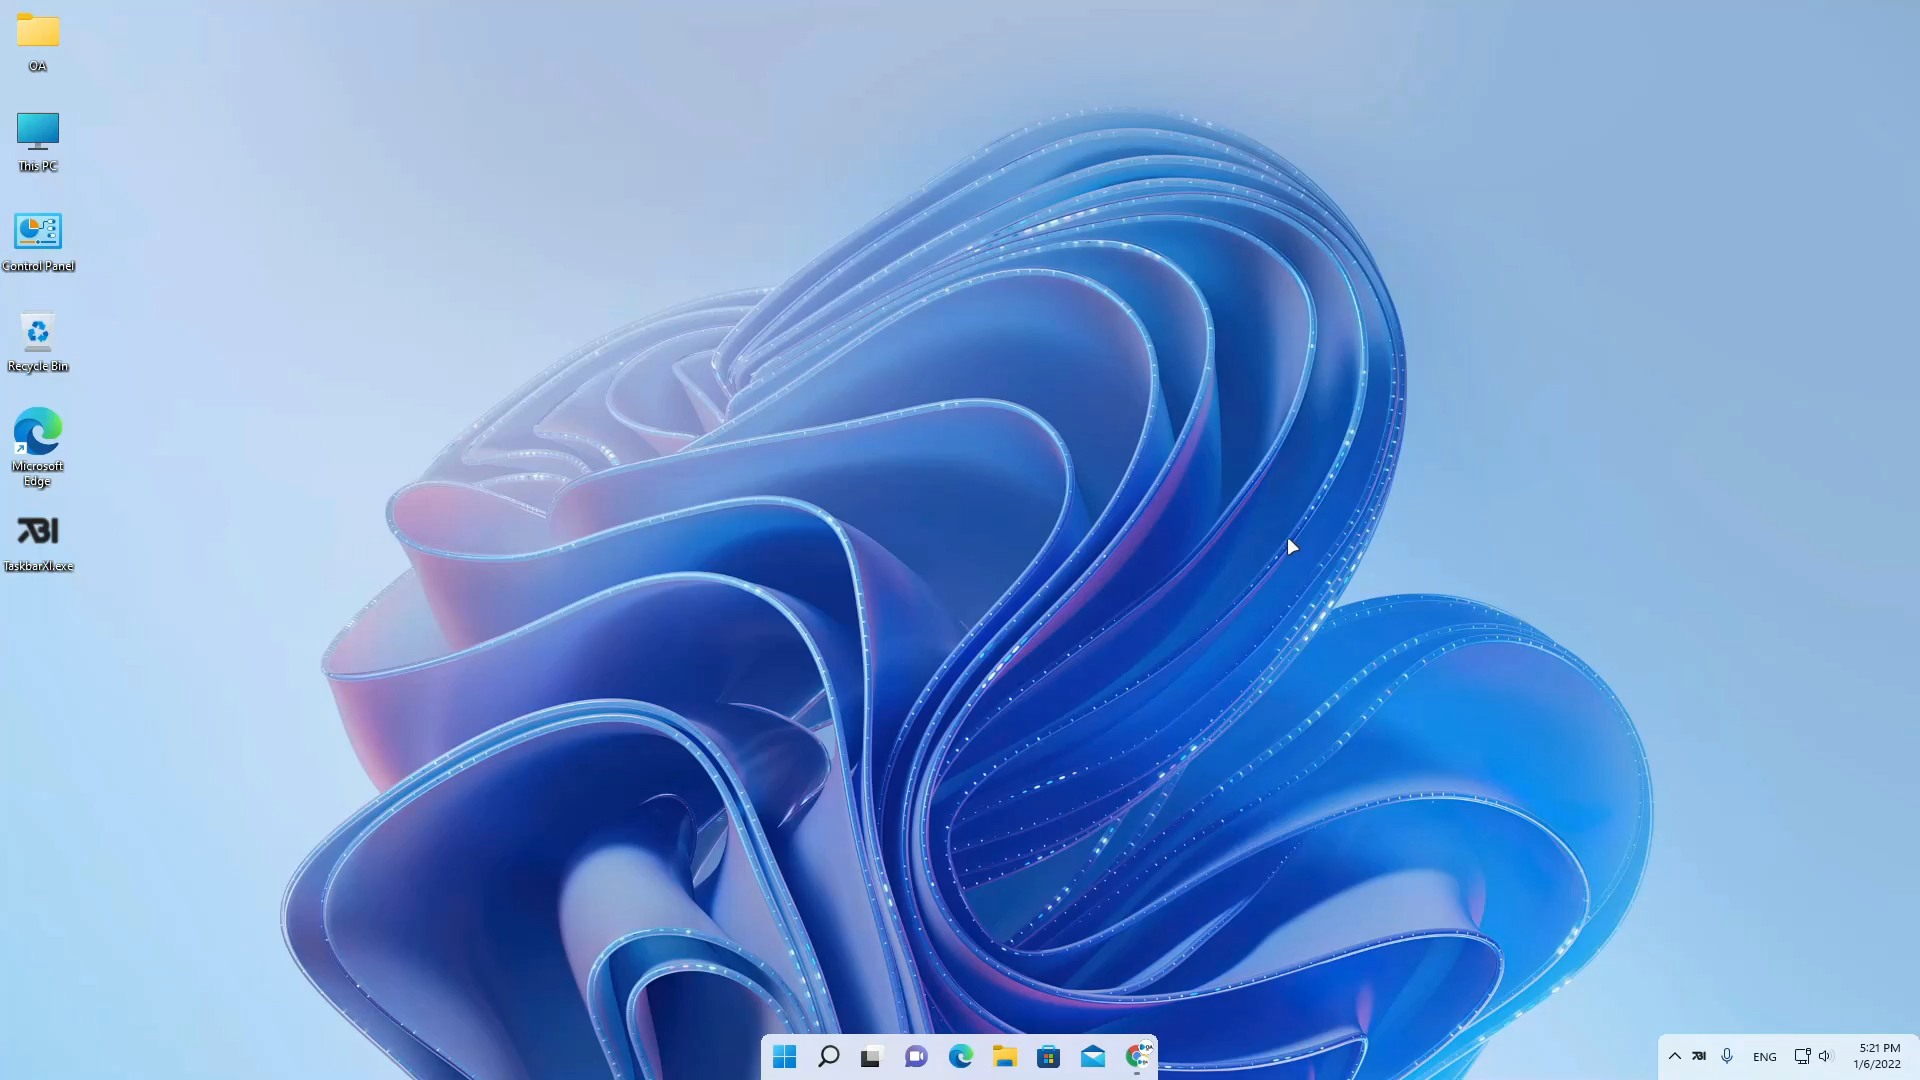 OA
This PC
Control Panel
Recycle Bin
Microsoft
Edge
TaskbarXI.exe
ENG
5:21 PM
1/6/2022